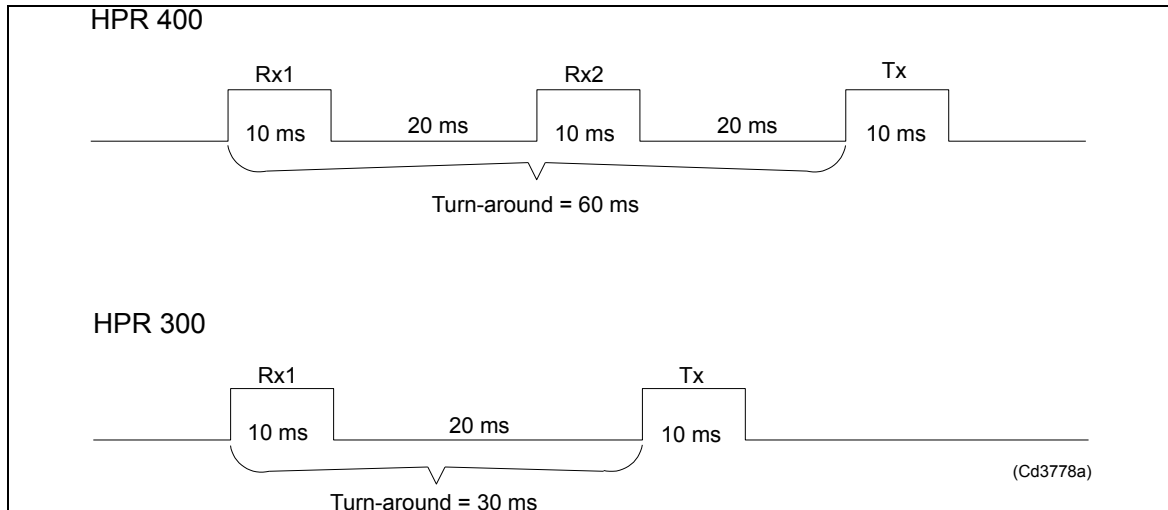 HPR 400
Rx1 Rx2 Tx
10 ms 20 ms 10 ms 20 ms 10 ms
Turn-around = 60 ms
HPR 300
Rx1 Tx
10 ms 20 ms 10 ms
(Cd3778a)
Turn-around = 30 ms